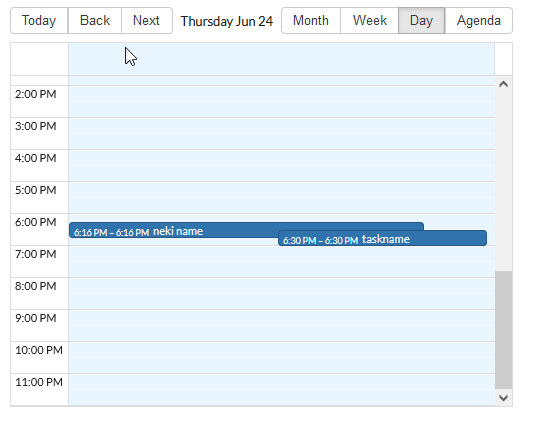 Today Back Next Thursday Jun 24 Month Week Day Agenda
2:00 PM
3:00 PM
4:00 PM
5:00 PM
6:00 PM
6:16 PM – 6:16 PM neki name
6:30 PM – 6:30 PM taskname
7:00 PM
8:00 PM
9:00 PM
10:00 PM
11:00 PM